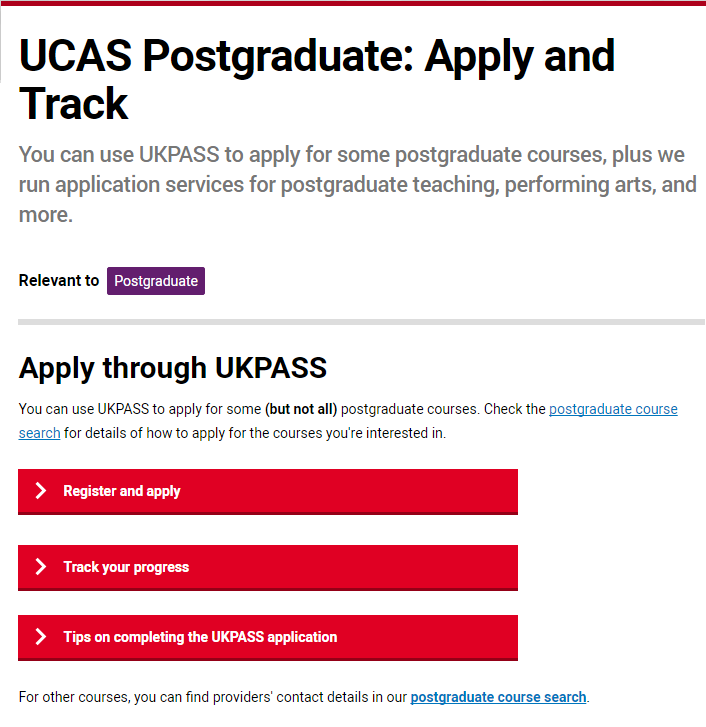 UCAS Postgraduate: Apply and
Track
You can use UKPASS to apply for some postgraduate courses, plus we
run application services for postgraduate teaching, performing arts, and
more.
Relevant to Postgraduate
Apply through UKPASS
You can use UKPASS to apply for some (but not all) postgraduate courses. Check the postgraduate course
search for details of how to apply for the courses you're interested in.
Register and apply
Track your progress
Tips on completing the UKPASS application
For other courses, you can find providers' contact details in our postgraduate course search.